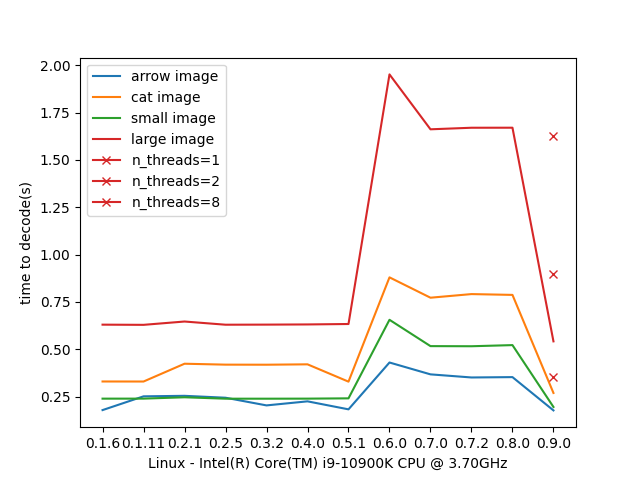 2.00
1.75
1.50
1.25
1.00
0.75
0.50
0.25
time to decode(s)
arrow image
cat image
small image
large image
n_threads=1
n_threads=2
n_threads=8
0.1.6 0.1.11 0.2.1 0.2.5 0.3.2 0.4.0 0.5.1 0.6.0 0.7.0 0.7.2 0.8.0 0.9.0
Linux - Intel(R) Core(TM) i9-10900K CPU @ 3.70GHz